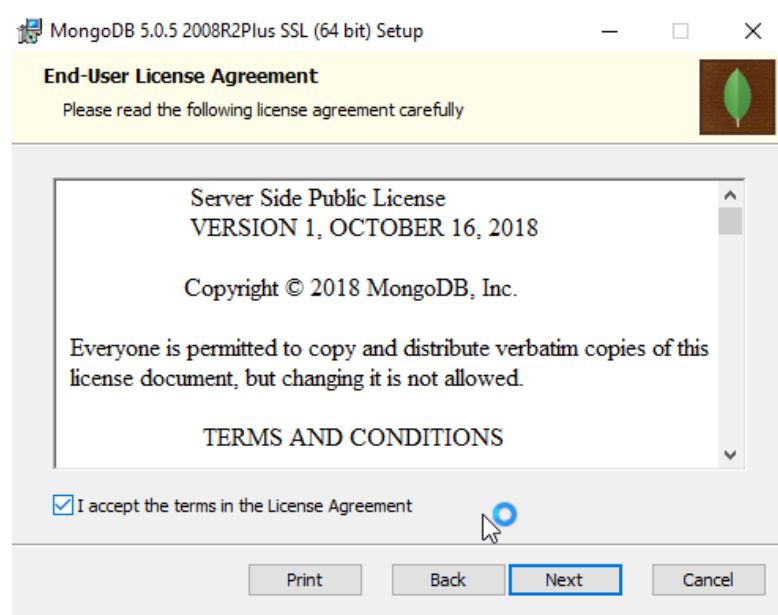 MongoDB 5.0.5 2008R2Plus SSL (64 bit) Setup
End-User License Agreement
Please read the following license agreement carefully
Server Side Public License
VERSION 1, OCTOBER 16, 2018
Copyright © 2018 MongoDB, Inc.
Everyone is permitted to copy and distribute verbatim copies of this
license document, but changing it is not allowed.
TERMS AND CONDITIONS
I accept the terms in the License Agreement
Print Back Next Cancel